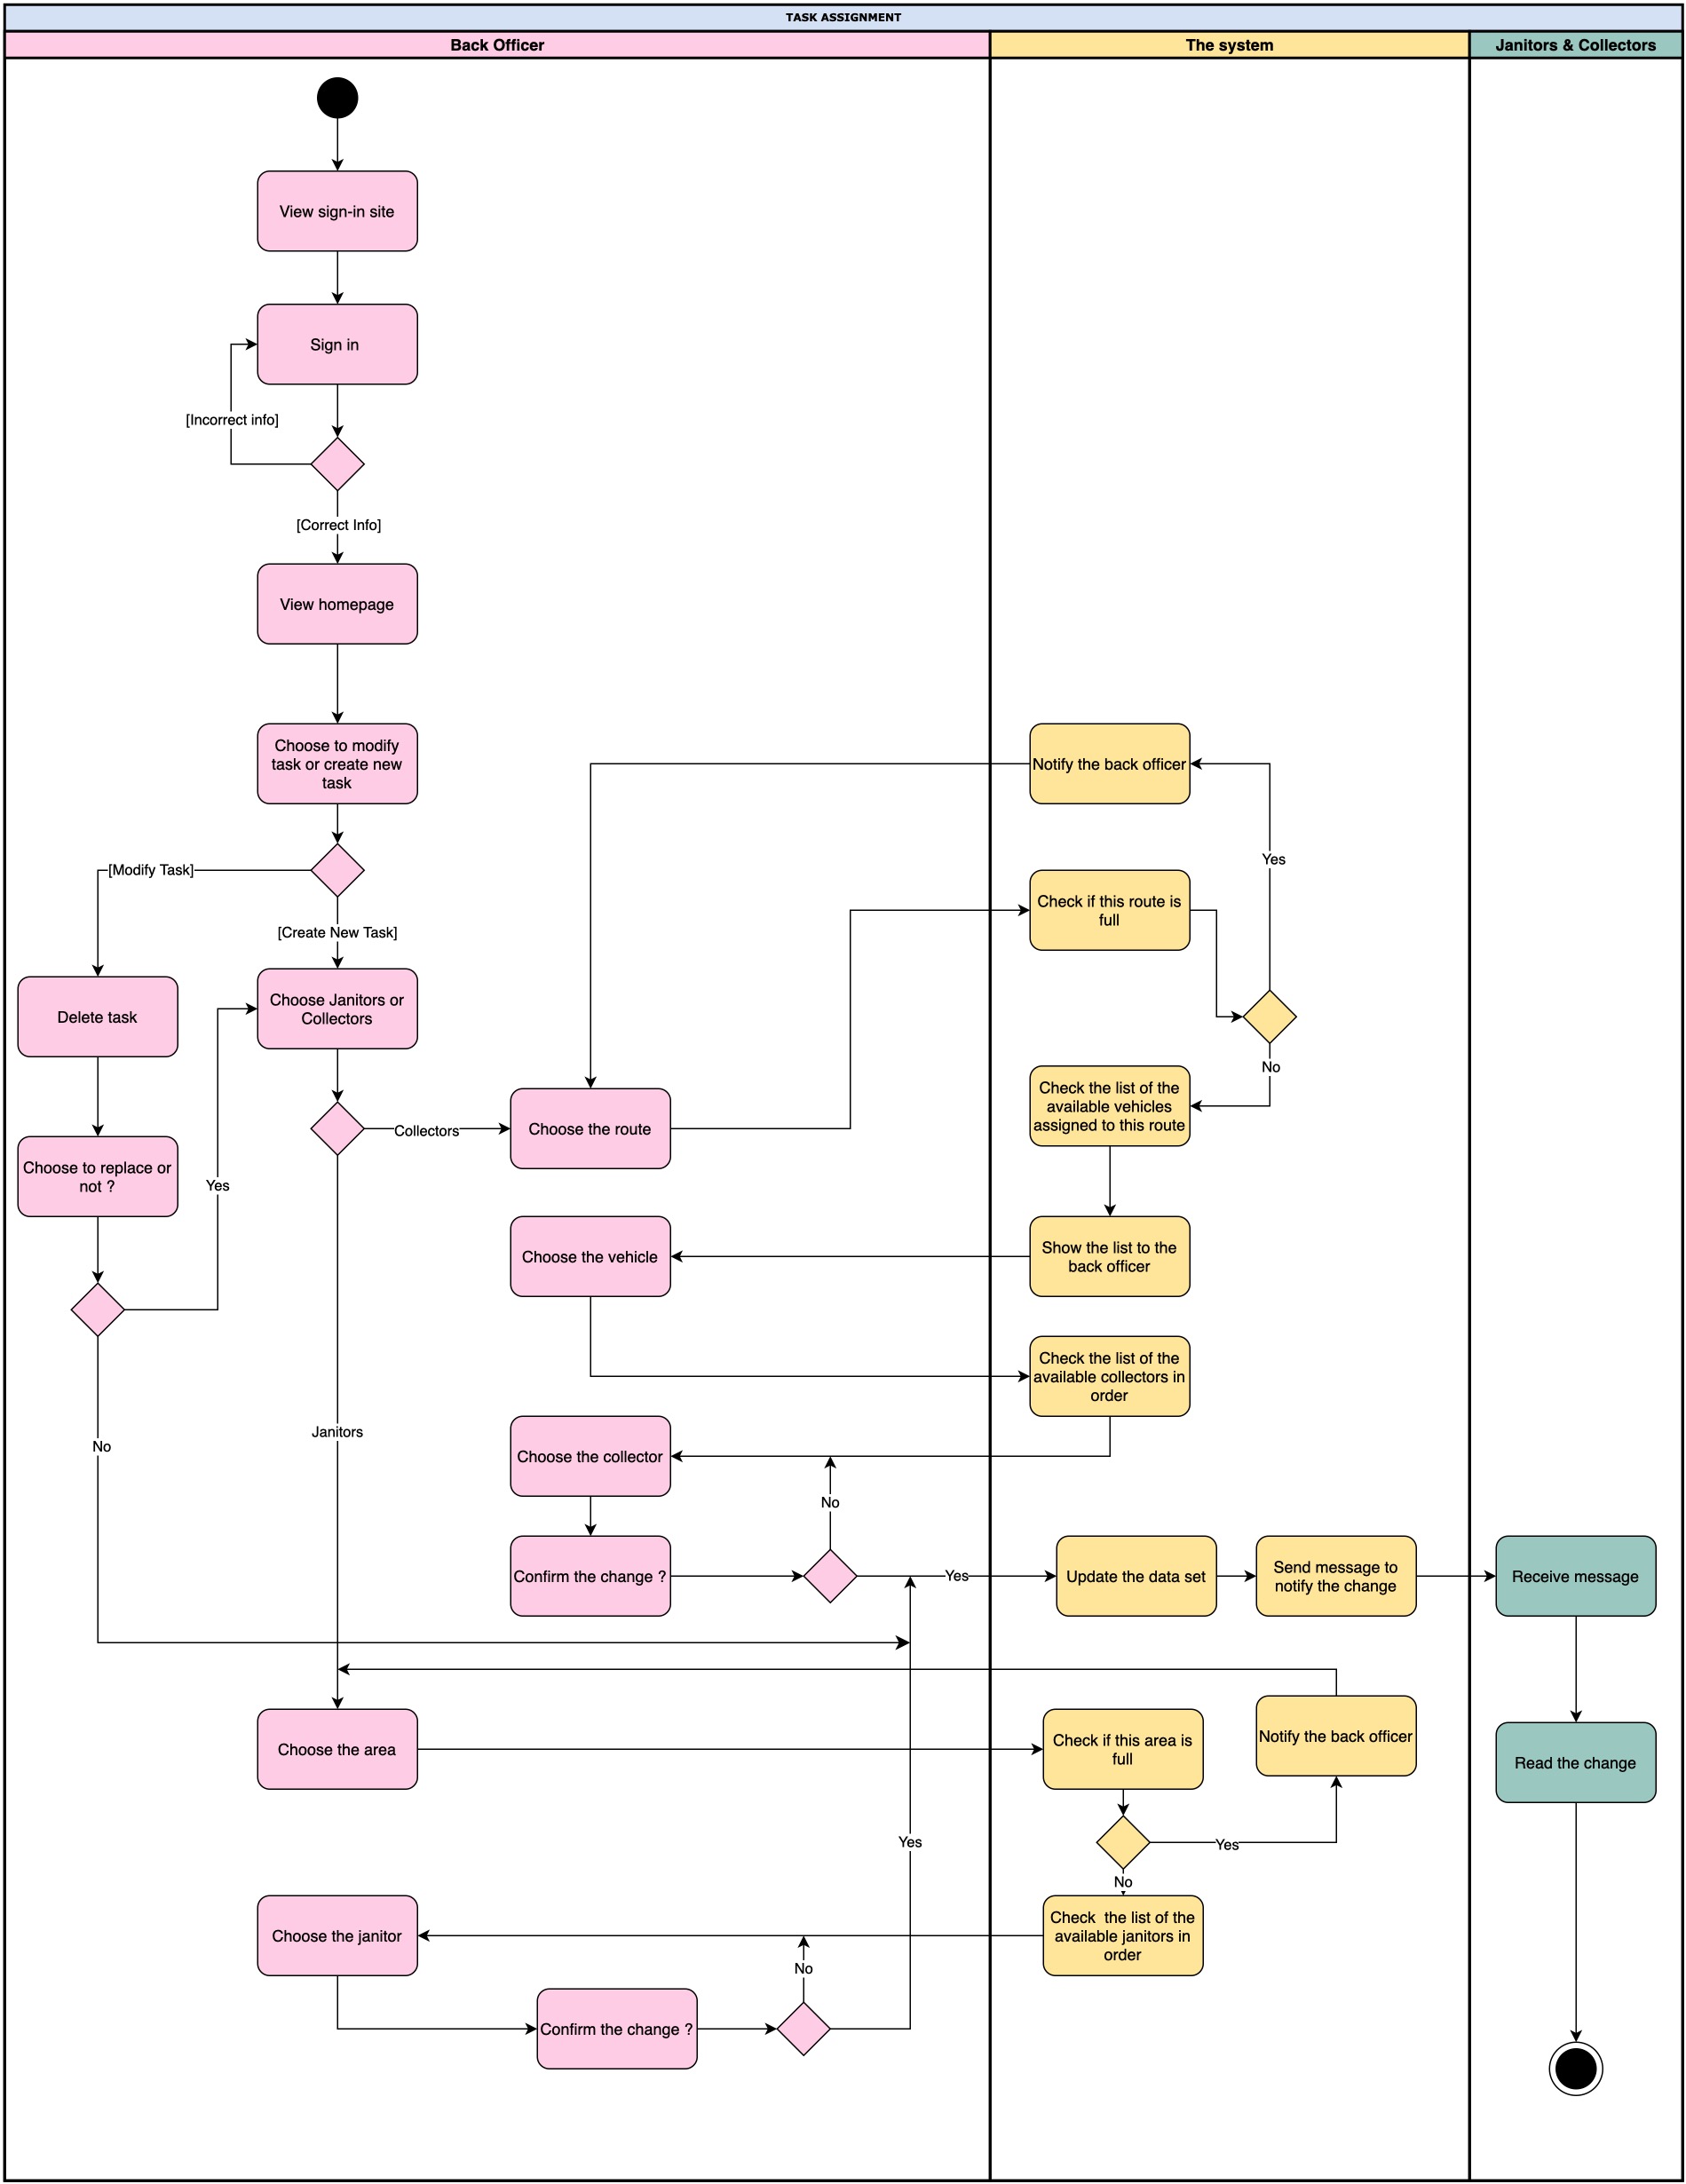 TASK ASSIGNMENT
Back Officer
The system
Janitors & Collectors
View sign-in site
Sign in
[Incorrect info]
[Correct Info]
View homepage
Choose to modify
task or create new
task
Notify the back officer
Yes
[Modify Task]
Check if this route is
full
[Create New Task]
Delete task
Choose Janitors or
Collectors
No
Check the list of the
available vehicles
assigned to this route
Collectors
Choose the route
Choose to replace or
not ?
Yes
Choose the vehicle
Show the list to the
back officer
Check the list of the
available collectors in
order
Janitors
No
Choose the collector
No
Confirm the change ?
Yes
Update the data set
Send message to
notify the change
Receive message
Choose the area
Check if this area is
full
Notify the back officer
Read the change
Yes
Yes
No
Choose the janitor
Check  the list of the
available janitors in
order
No
Confirm the change ?